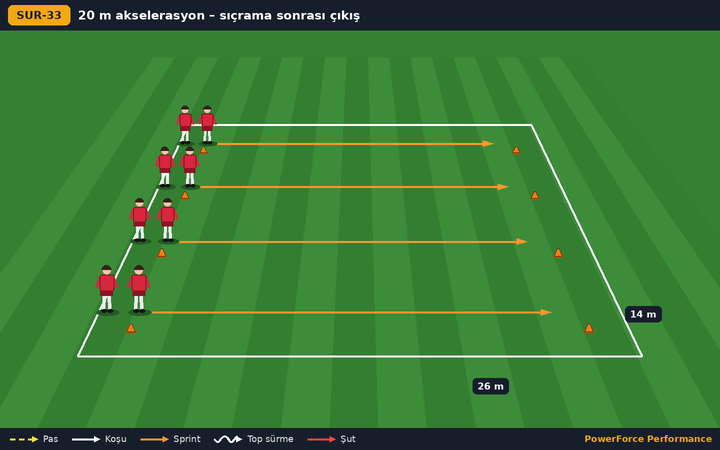 SUR-33 20 m akselerasyon – sıçrama sonrası çıkış
14 m
26 m
Pas Koşu Sprint Top sürme Şut PowerForce Performance